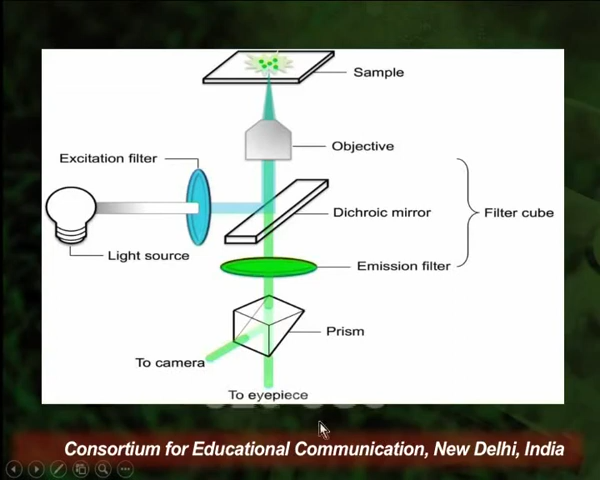 Sample
Objective
Excitation filter
Dichroic mirror
Filter cube
Light source
Emission filter
Prism
To camera
To eyepiece
Consortium for Educational Communication, New Delhi, India